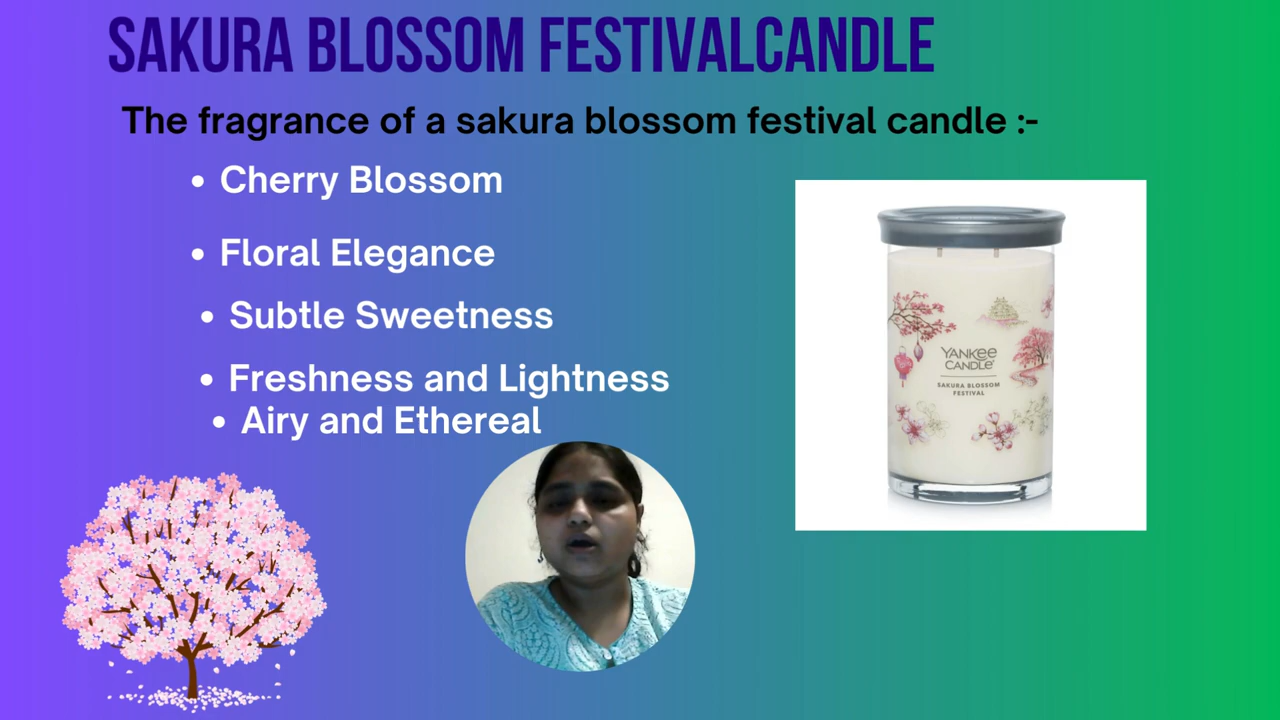 SAKURA BLOSSOM FESTIVALCANDLE
The fragrance of a sakura blossom festival candle :-
• Cherry Blossom
• Floral Elegance
• Subtle Sweetness
• Freshness and Lightness
• Airy and Ethereal
YANKEE
CANDLE®
SAKURA BLOSSOM
FESTIVAL